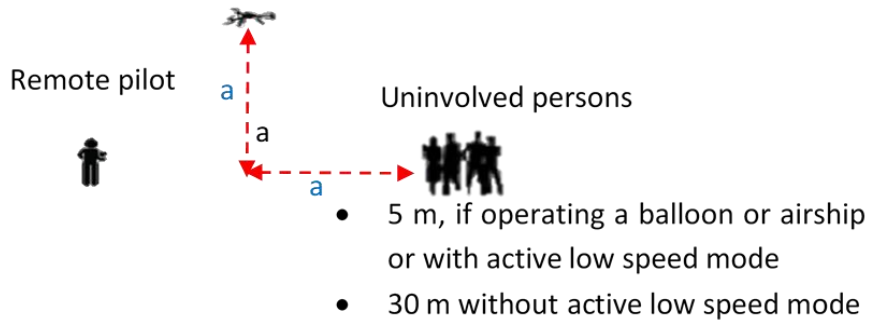 Remote pilot
a
Uninvolved persons
a
a
• 5 m, if operating a balloon or airship
or with active low speed mode
• 30 m without active low speed mode